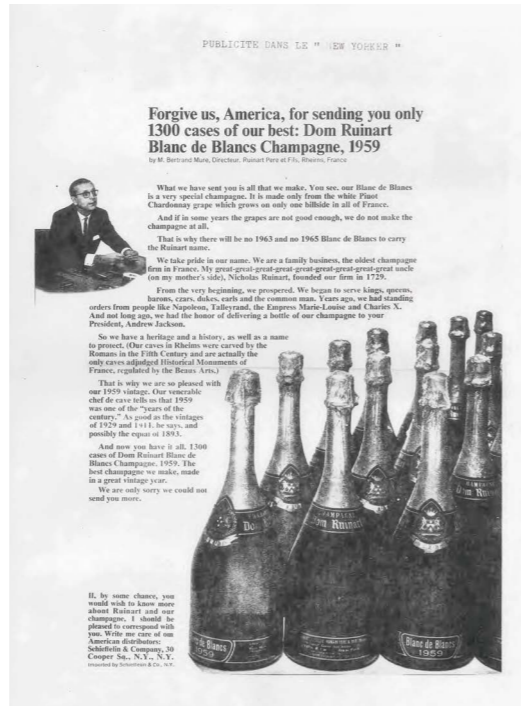 PUBLICITE DANS LE " NEW YORKER "
Forgive us, America, for sending you only
1300 cases of our best: Dom Ruinart
Blanc de Blancs Champagne, 1959
by M. Bertrand Mure, Directeur, Ruinart Pere et Fils, Rheims, France
What we have sent you is all that we make. You see, our Blanc de Blancs
is a very special champagne. It is made only from the white Pinot
Chardonnay grape which grows on only one hillside in all of France.
And if in some years the grapes are not good enough, we do not make the
champagne at all.
That is why there will be no 1963 and no 1965 Blanc de Blancs to carry
the Ruinart name.
We take pride in our name. We are a family business, the oldest champagne
firm in France. My great-great-great-great-great-great-great-great uncle
(on my mother's side), Nicholas Ruinart, founded our firm in 1729.
From the very beginning, we prospered. We began to serve kings, queens,
barons, czars, dukes, earls and the common man. Years ago, we had standing
orders from people like Napoleon, Talleyrand, the Empress Marie-Louise and Charles X.
And not long ago, we had the honor of delivering a bottle of our champagne to your
President, Andrew Jackson.
So we have a heritage and a history, as well as a name
to protect. (Our caves in Rheims were carved by the
Romans in the Fifth Century and are actually the
only caves adjudged Historical Monuments of
France, regulated by the Beaux Arts.)
That is why we are so pleased with
our 1959 vintage. Our venerable
chef de cave tells us that 1959
was one of the "years of the
century." As good as the vintages
of 1929 and 1911, he says, and
possibly the equal of 1893.
And now you have it all. 1300
cases of Dom Ruinart Blanc de
Blancs Champagne, 1959. The
best champagne we make, made
in a great vintage year.
We are only sorry we could not
send you more.
If, by some chance, you
would wish to know more
about Ruinart and our
champagne, I should be
pleased to correspond with
you. Write me care of our
American distributors:
Schieffelin & Company, 30
Cooper Sq., N.Y., N.Y.
Imported by Schieffelin & Co., N.Y.
Dom
Dom Ruinart
Dom Ruin
Blanc de Blancs
1959
Blanc de Blancs
1959